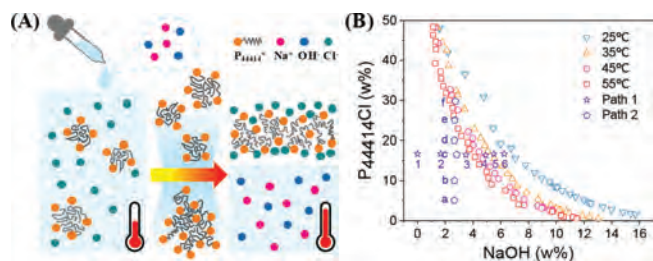 (A)
P₄₄₄₁₄⁺ Na⁺ OH⁻ Cl⁻
(B)
P₄₄₄₁₄Cl (w%)
50
40
30
20
10
0
25ºC
35ºC
45ºC
55ºC
Path 1
Path 2
f
e
d
1 2 3 4 5 6
b
a
0 2 4 6 8 10 12 14 16
NaOH (w%)